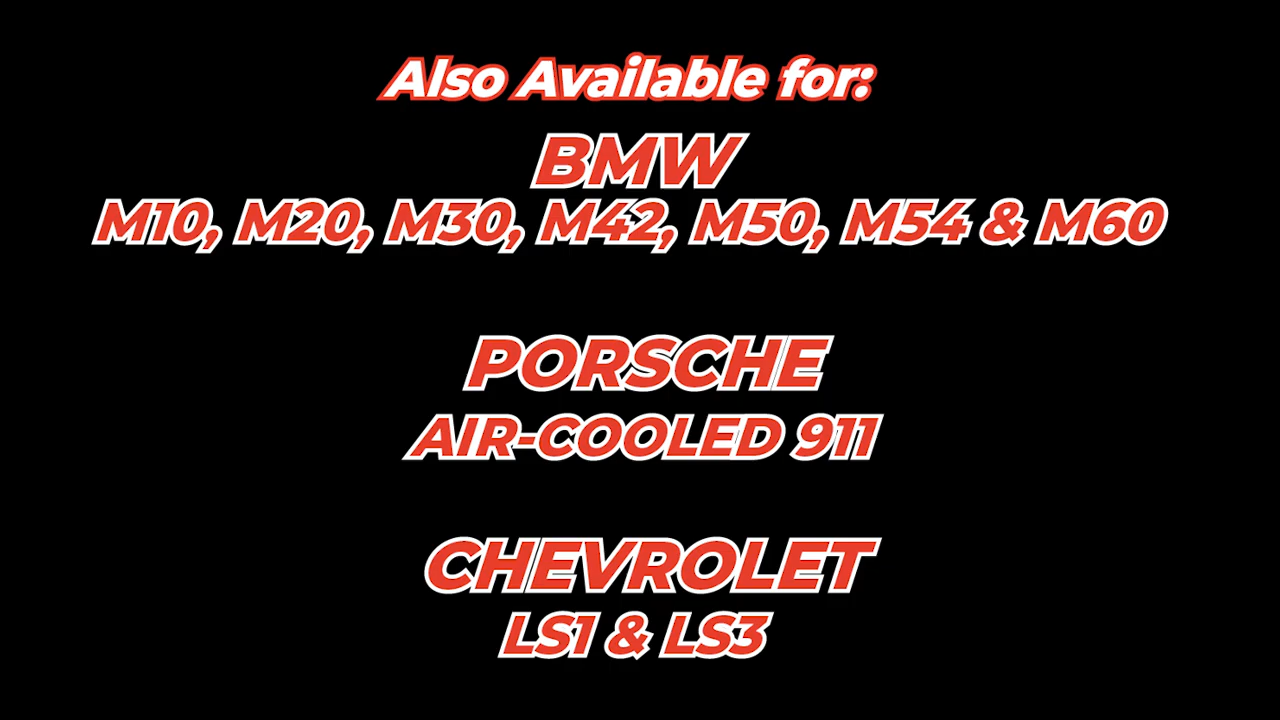 Also Available for:
BMW
M10, M20, M30, M42, M50, M54 & M60
PORSCHE
AIR-COOLED 911
CHEVROLET
LS1 & LS3